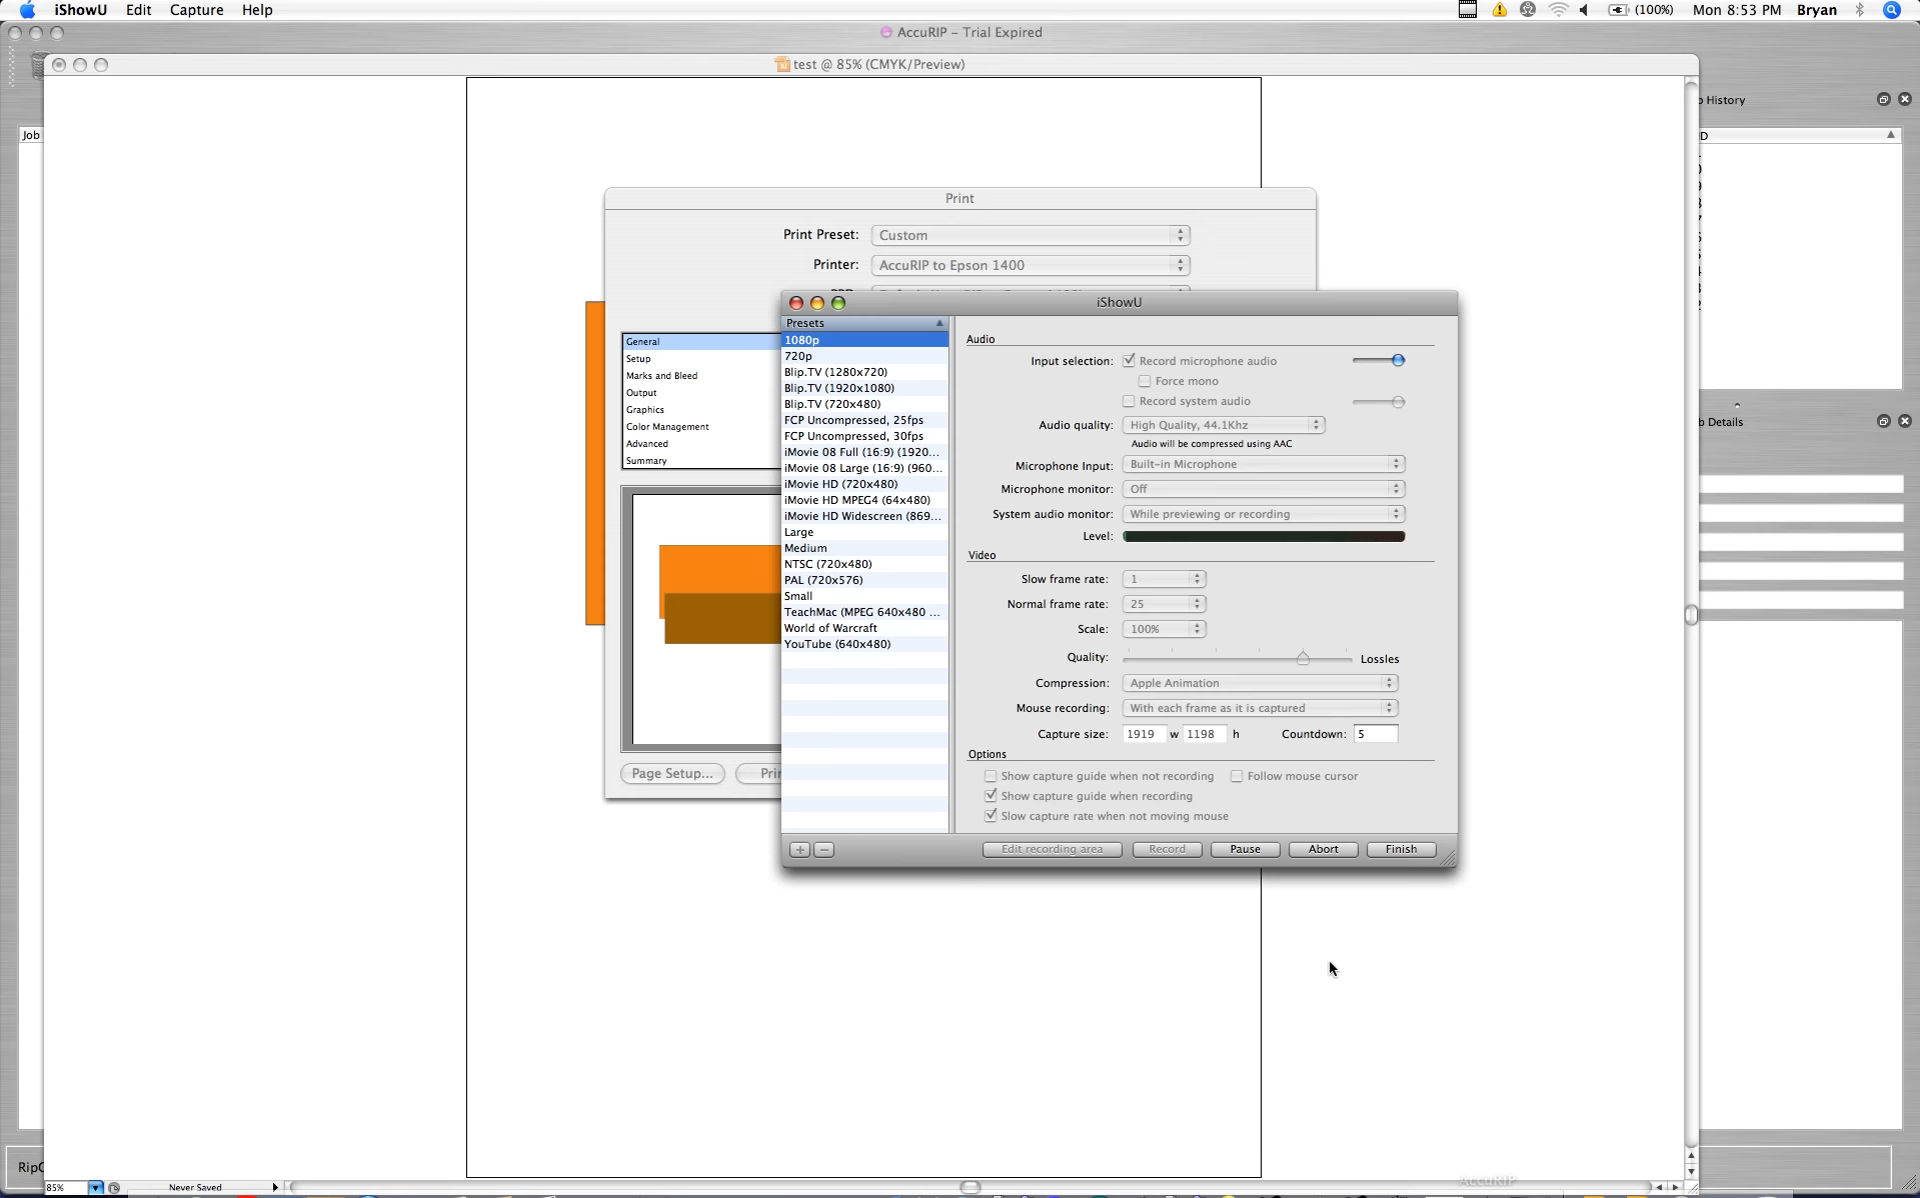 iShowU Edit Capture Help (100%) Mon 8:53 PM Bryan
AccuRIP - Trial Expired
test @ 85% (CMYK/Preview)
History
Job
D
Print
Print Preset: Custom
Printer: AccuRIP to Epson 1400
General
Setup
Marks and Bleed
Output
Graphics
Color Management
Advanced
Summary
Page Setup...
iShowU
Presets
1080p
720p
Blip.TV (1280x720)
Blip.TV (1920x1080)
Blip.TV (720x480)
FCP Uncompressed, 25fps
FCP Uncompressed, 30fps
iMovie 08 Full (16:9) (1920...
iMovie 08 Large (16:9) (960...
iMovie HD (720x480)
iMovie HD MPEG4 (64x480)
iMovie HD Widescreen (869...
Large
Medium
NTSC (720x480)
PAL (720x576)
Small
TeachMac (MPEG 640x480 ...
World of Warcraft
YouTube (640x480)
Audio
Input selection: Record microphone audio
Force mono
Record system audio
Audio quality: High Quality, 44.1Khz
Audio will be compressed using AAC
Microphone Input: Built-in Microphone
Microphone monitor: Off
System audio monitor: While previewing or recording
Level:
Video
Slow frame rate: 1
Normal frame rate: 25
Scale: 100%
Quality: Lossles
Compression: Apple Animation
Mouse recording: With each frame as it is captured
Capture size: 1919 w 1198 h Countdown: 5
Options
Show capture guide when not recording Follow mouse cursor
Show capture guide when recording
Slow capture rate when not moving mouse
+ − Edit recording area Record Pause Abort Finish
b Details
RipC
85% Never Saved
AccuRIP